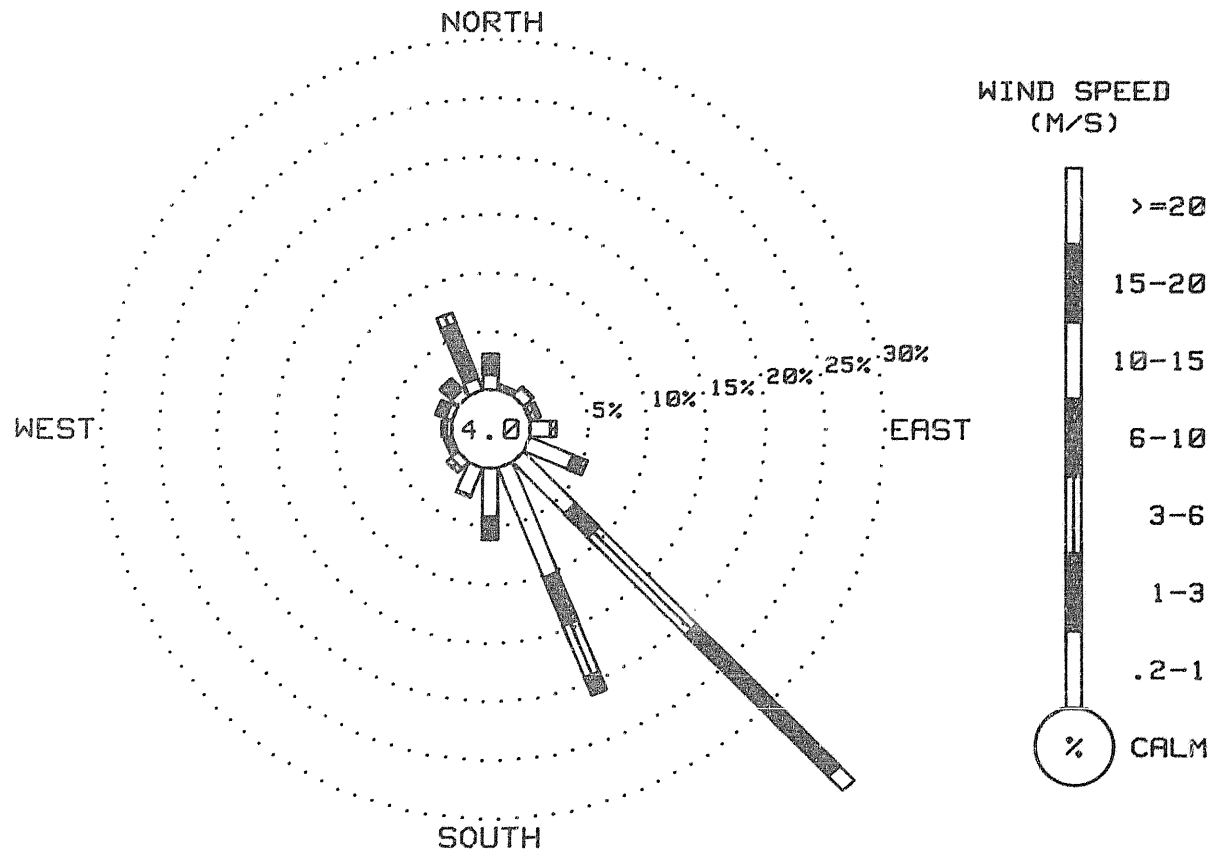 NORTH
WIND SPEED
(M/S)
>=20
15-20
10-15
6-10
3-6
1-3
.2-1
% CALM
30%
25%
20%
15%
10%
5%
WEST
4.0
EAST
SOUTH